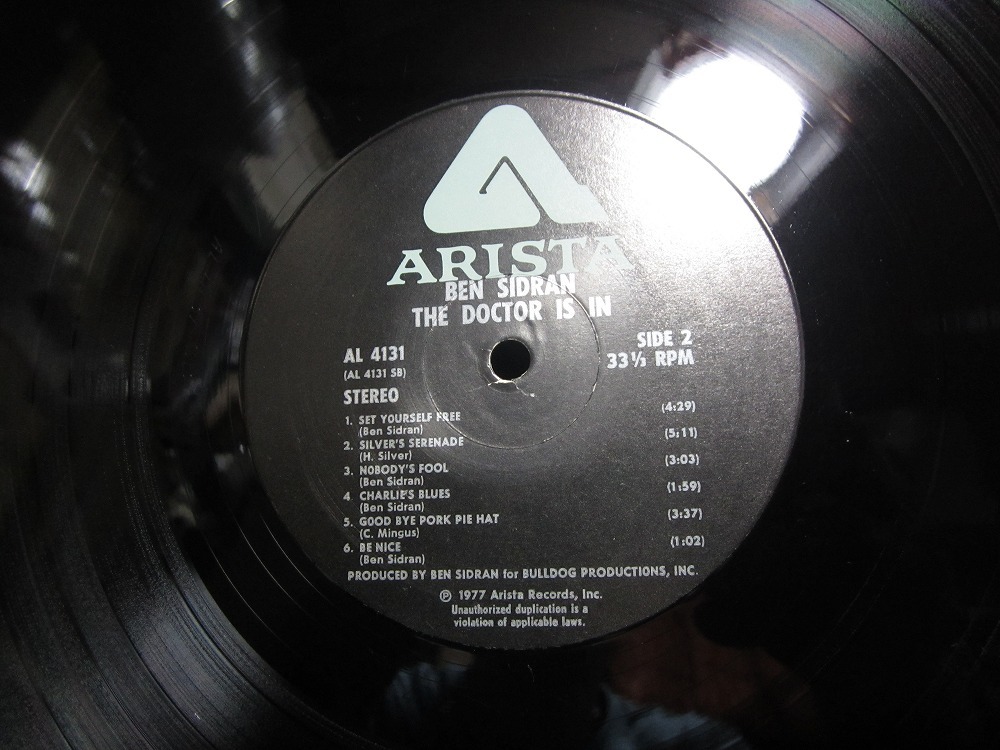 ARISTA
BEN SIDRAN
THE DOCTOR IS IN
AL 4131
(AL 4131 SB)
STEREO
SIDE 2
33 1/3 RPM
1. SET YOURSELF FREE (4:29)
(Ben Sidran)
2. SILVER'S SERENADE (5:11)
(H. Silver)
3. NOBODY'S FOOL (3:03)
(Ben Sidran)
4. CHARLIE'S BLUES (1:59)
(Ben Sidran)
5. GOOD BYE PORK PIE HAT (3:37)
(C. Mingus)
6. BE NICE (1:02)
(Ben Sidran)
PRODUCED BY BEN SIDRAN for BULLDOG PRODUCTIONS, INC.
℗ 1977 Arista Records, Inc.
Unauthorized duplication is a
violation of applicable laws.